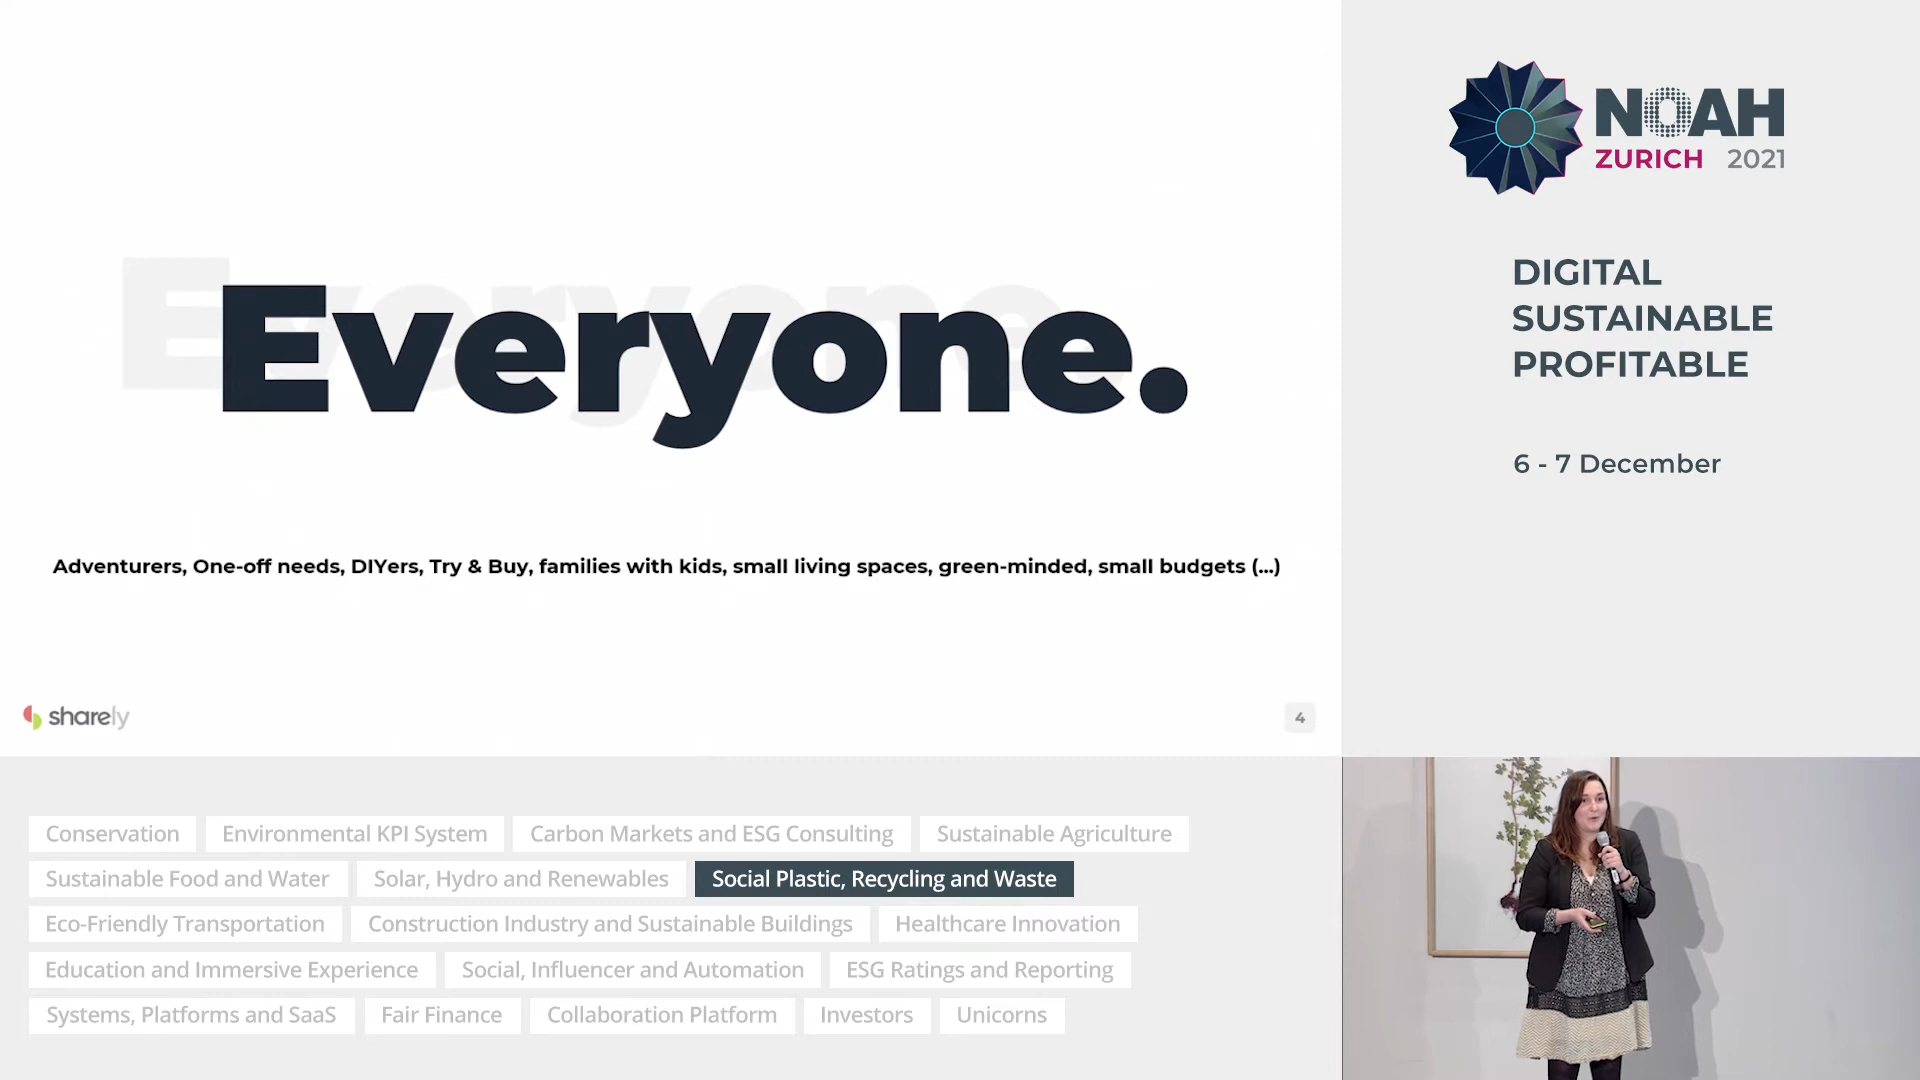 Everyone.
Adventurers, One-off needs, DIYers, Try & Buy, families with kids, small living spaces, green-minded, small budgets (...)
sharely
4
NOAH
ZURICH 2021
DIGITAL
SUSTAINABLE
PROFITABLE
6 - 7 December
Conservation Environmental KPI System Carbon Markets and ESG Consulting Sustainable Agriculture
Sustainable Food and Water Solar, Hydro and Renewables Social Plastic, Recycling and Waste
Eco-Friendly Transportation Construction Industry and Sustainable Buildings Healthcare Innovation
Education and Immersive Experience Social, Influencer and Automation ESG Ratings and Reporting
Systems, Platforms and SaaS Fair Finance Collaboration Platform Investors Unicorns